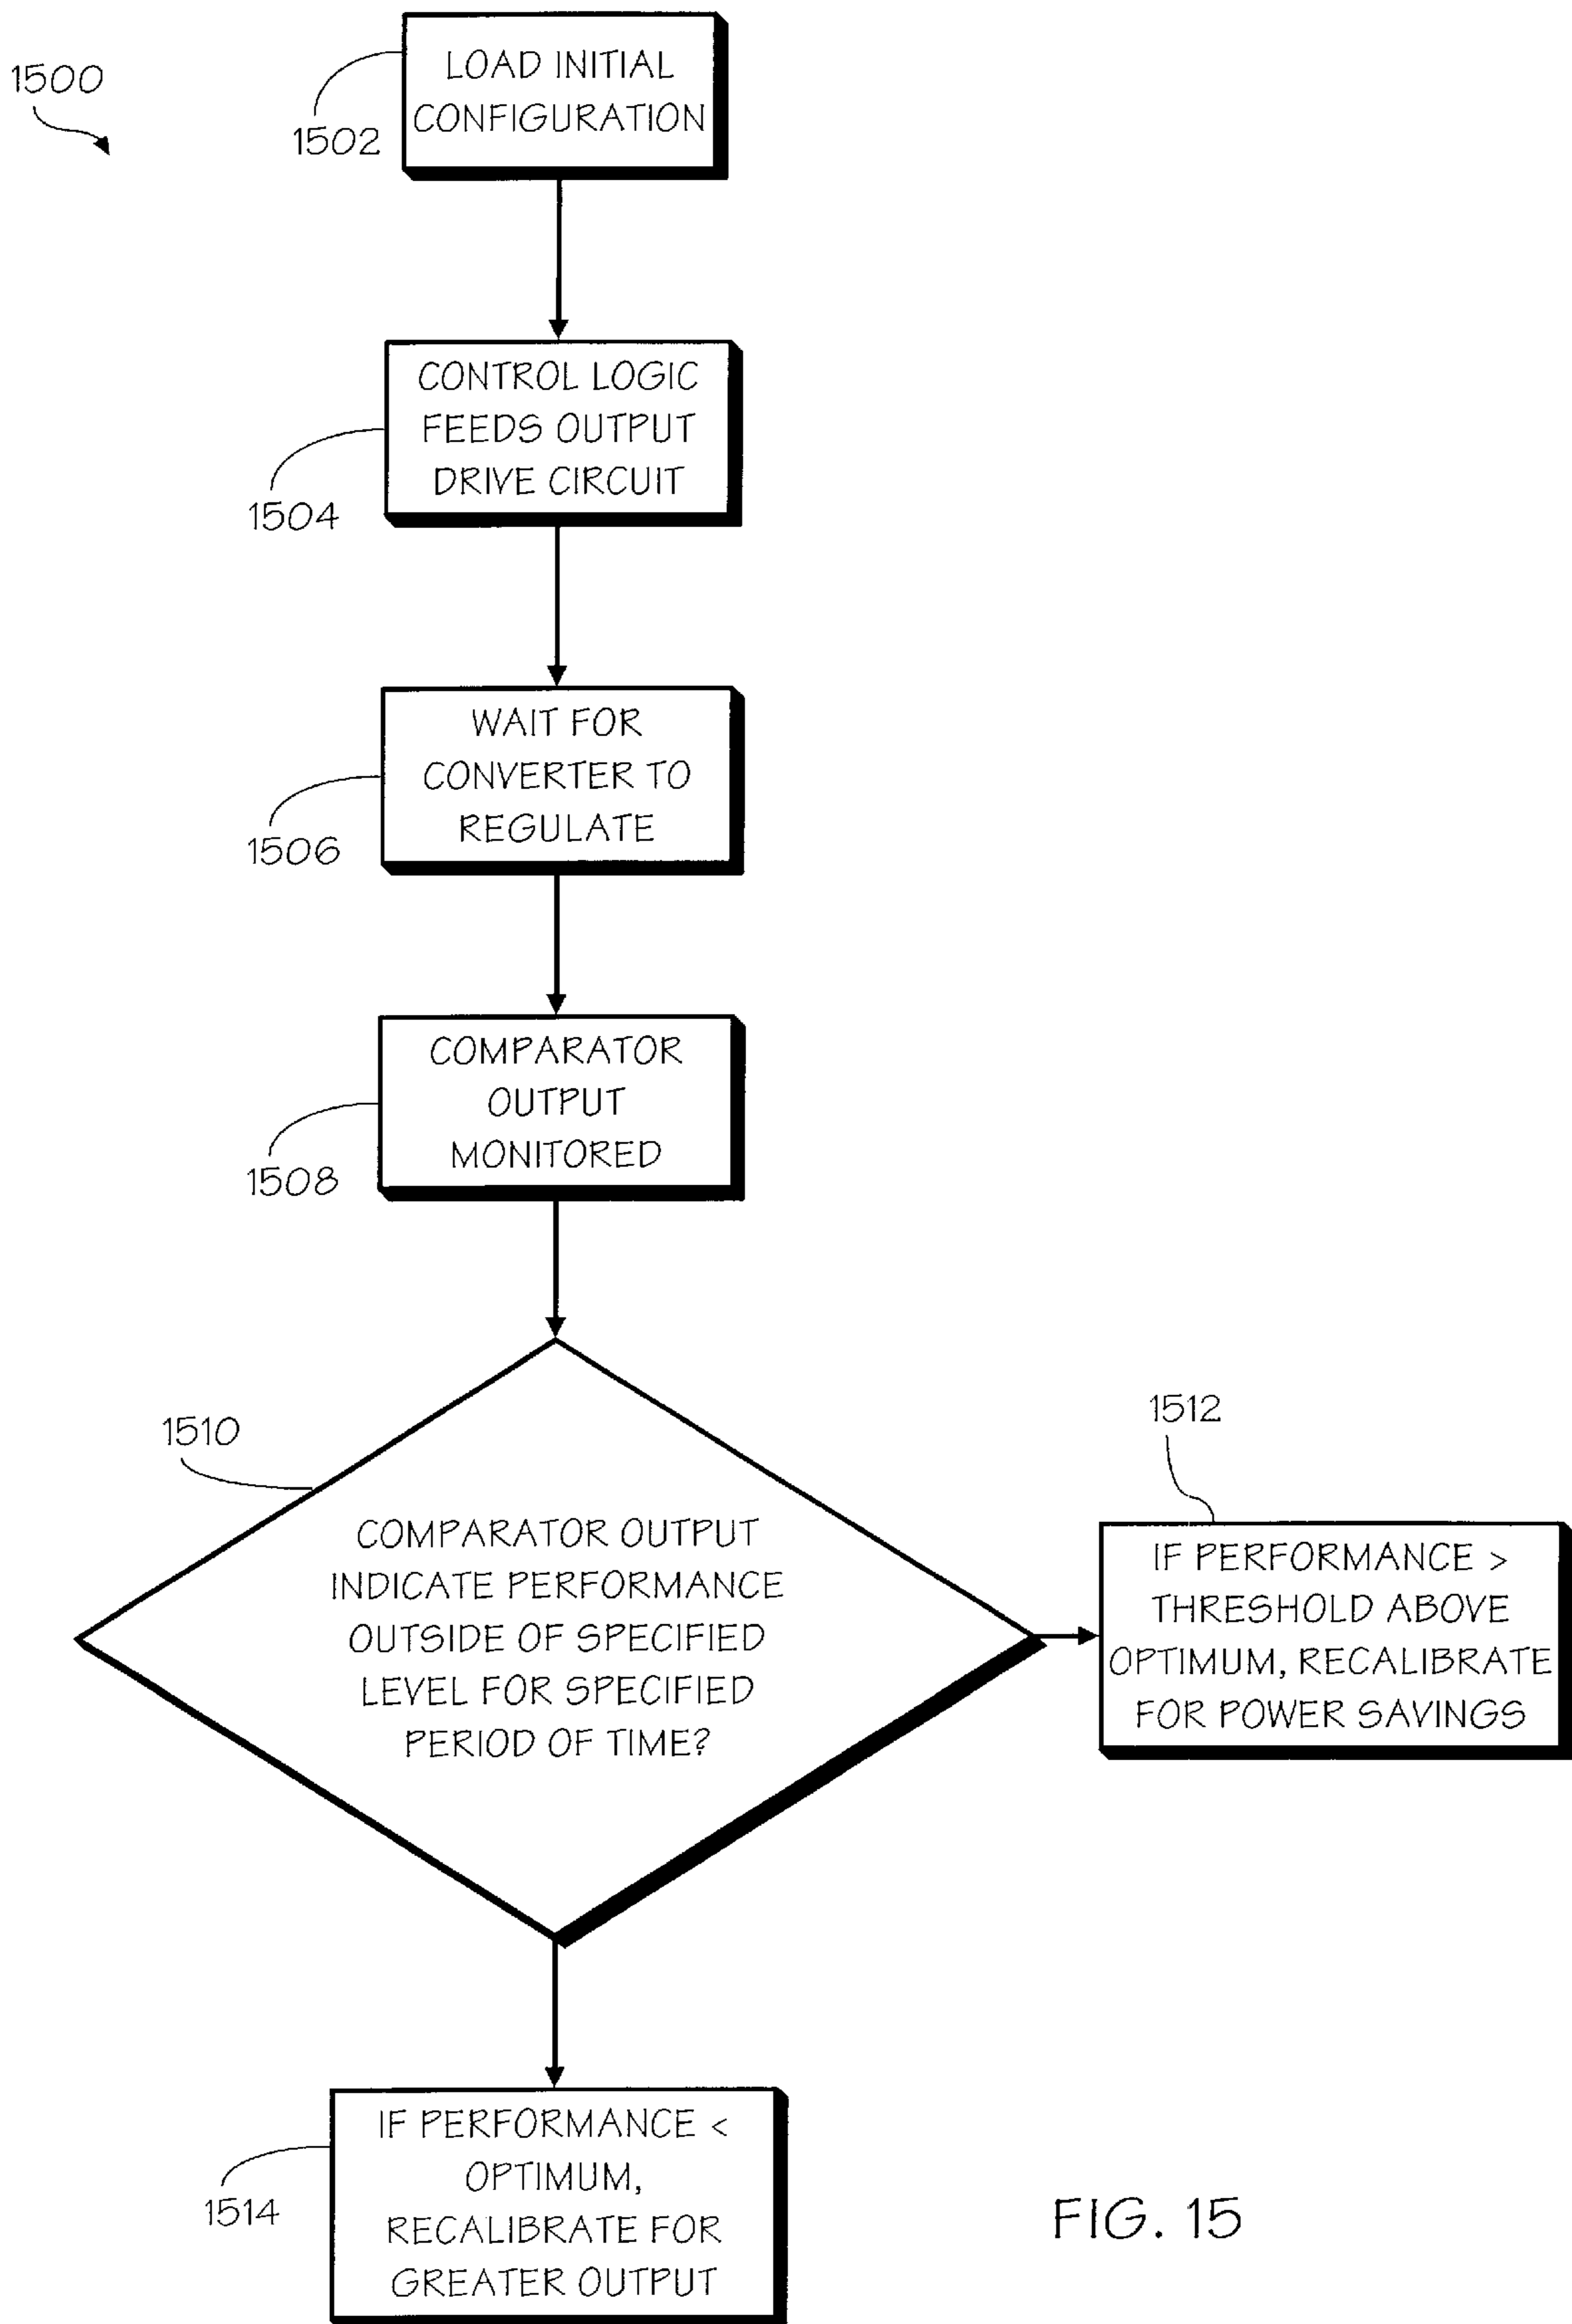 1500
LOAD INITIAL
CONFIGURATION
1502
CONTROL LOGIC
FEEDS OUTPUT
DRIVE CIRCUIT
1504
WAIT FOR
CONVERTER TO
REGULATE
1506
COMPARATOR
OUTPUT
MONITORED
1508
1510
COMPARATOR OUTPUT
INDICATE PERFORMANCE
OUTSIDE OF SPECIFIED
LEVEL FOR SPECIFIED
PERIOD OF TIME?
1512
IF PERFORMANCE >
THRESHOLD ABOVE
OPTIMUM, RECALIBRATE
FOR POWER SAVINGS
IF PERFORMANCE <
OPTIMUM,
RECALIBRATE FOR
GREATER OUTPUT
1514
FIG. 15